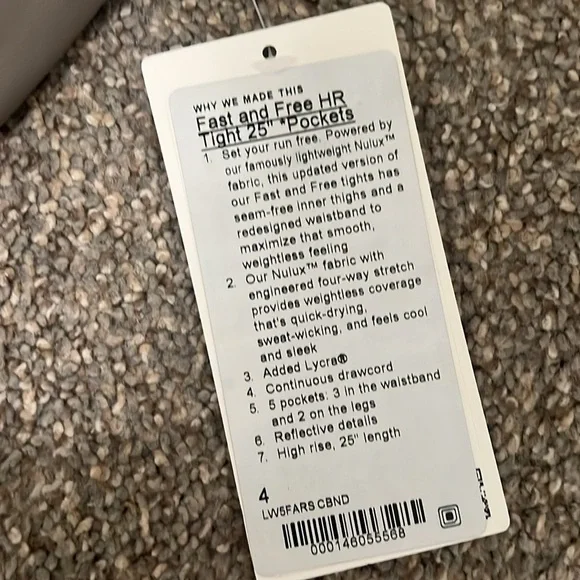 WHY WE MADE THIS
Fast and Free HR
Tight 25" *Pockets
1. Set your run free. Powered by
our famously lightweight Nulux™
fabric, this updated version of
our Fast and Free tights has
seam-free inner thighs and a
redesigned waistband to
maximize that smooth,
weightless feeling
2. Our Nulux™ fabric with
engineered four-way stretch
provides weightless coverage
that's quick-drying,
sweat-wicking, and feels cool
and sleek
3. Added Lycra®
4. Continuous drawcord
5. 5 pockets: 3 in the waistband
and 2 on the legs
6. Reflective details
7. High rise, 25" length
4
LW5FARS CBND
000146055568